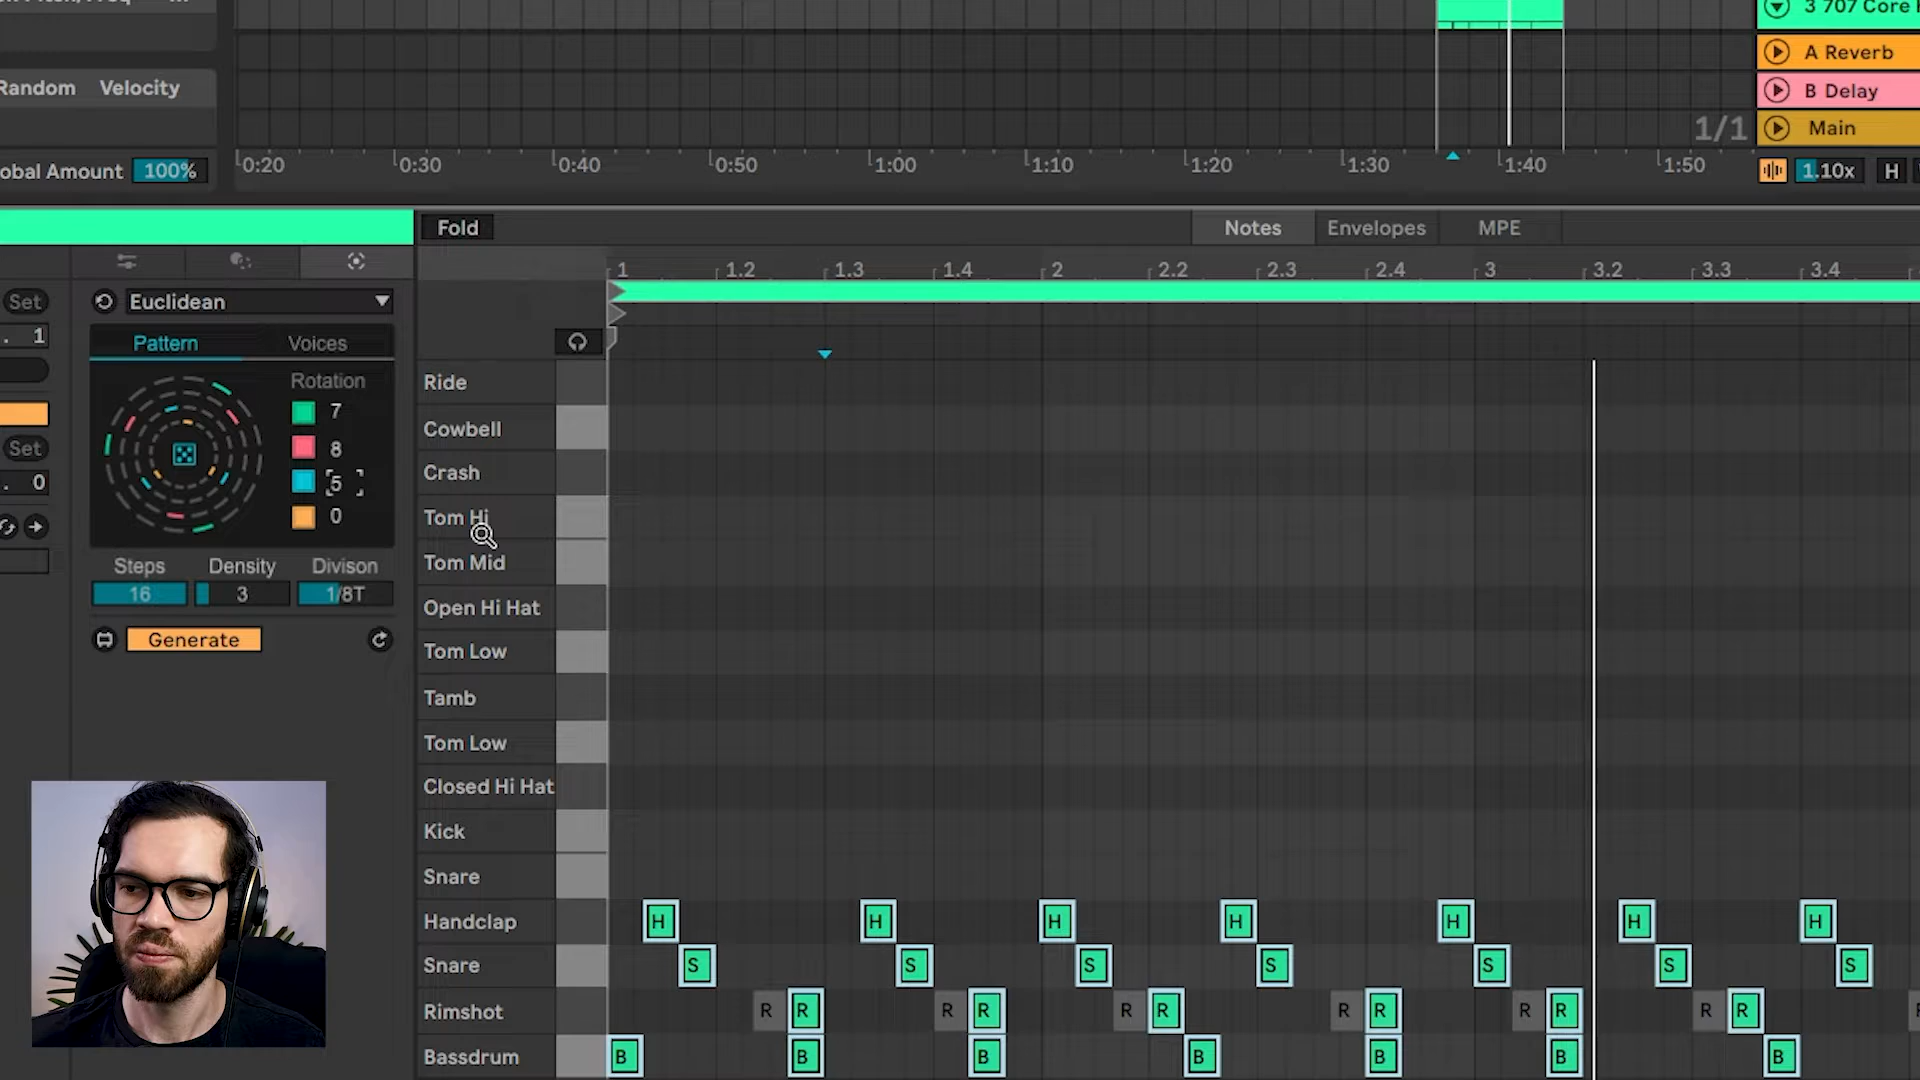 3 707 Core
A Reverb
Random Velocity
B Delay
1/1
Main
0:20 0:30 0:40 0:50 1:00 1:10 1:20 1:30 1:40 1:50
obal Amount 100%
1.10x H
Fold
Notes Envelopes MPE
1 1.2 1.3 1.4 2 2.2 2.3 2.4 3 3.2 3.3 3.4
Set
Euclidean
1
Pattern Voices
Rotation
7
8
5
0
Set
0
Steps Density Divison
16 3 1/8T
Generate
Ride
Cowbell
Crash
Tom Hi
Tom Mid
Open Hi Hat
Tom Low
Tamb
Tom Low
Closed Hi Hat
Kick
Snare
Handclap H H H H H H H
Snare S S S S S S S
Rimshot R R R R R R R R R R R R
Bassdrum B B B B B B B